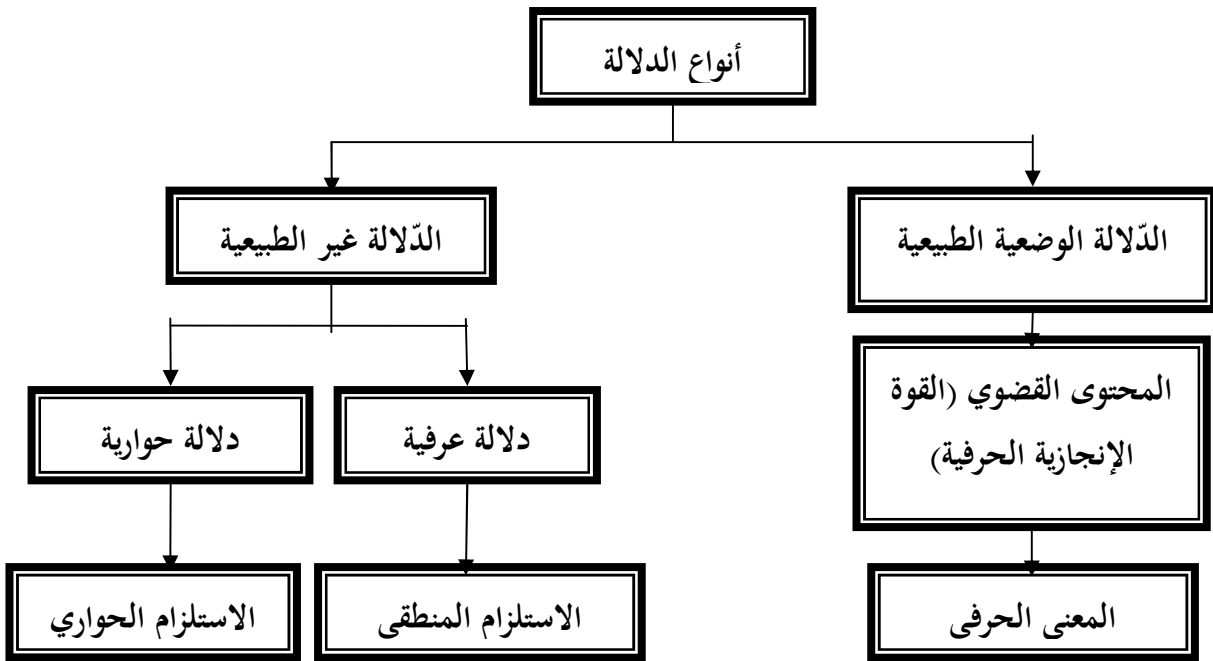 أنواع الدلالة
الدّلالة الوضعية الطبيعية
الدّلالة غير الطبيعية
المحتوى القضوي (القوة
الإنجازية الحرفية)
دلالة عرفية
دلالة حوارية
المعنى الحرفى
الاستلزام المنطقى
الاستلزام الحواري